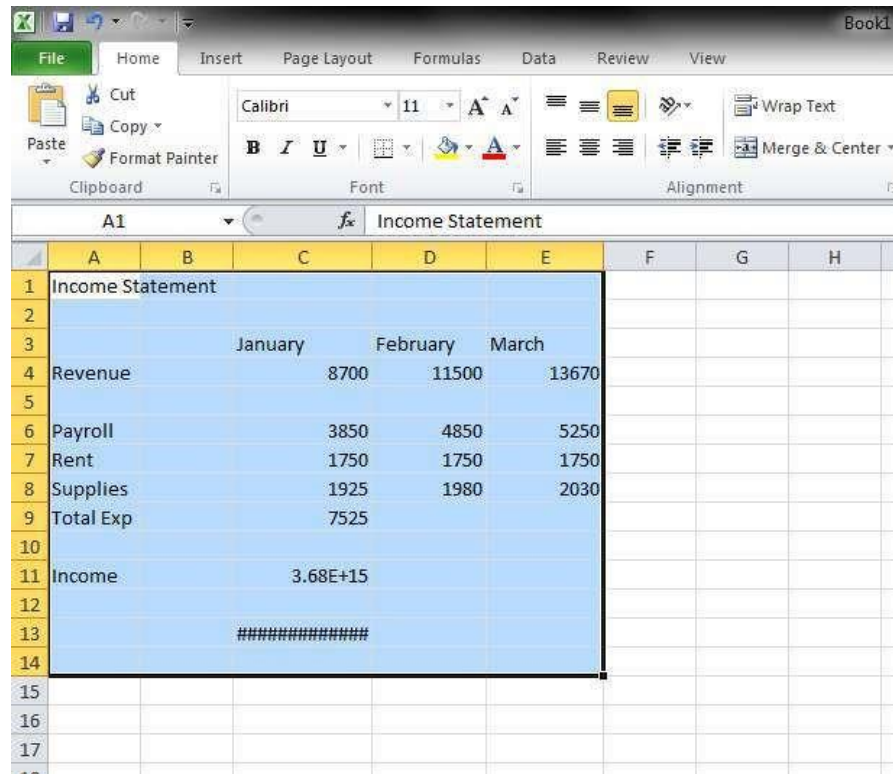 Book1
File Home Insert Page Layout Formulas Data Review View
Cut
Copy
Paste
Format Painter
Calibri 11 A A
B I U A
Wrap Text
Merge & Center
Clipboard Font Alignment
A1 fx Income Statement
A B C D E F G H
1 Income Statement
2
3 January February March
4 Revenue 8700 11500 13670
5
6 Payroll 3850 4850 5250
7 Rent 1750 1750 1750
8 Supplies 1925 1980 2030
9 Total Exp 7525
10
11 Income 3.68E+15
12
13 #############
14
15
16
17